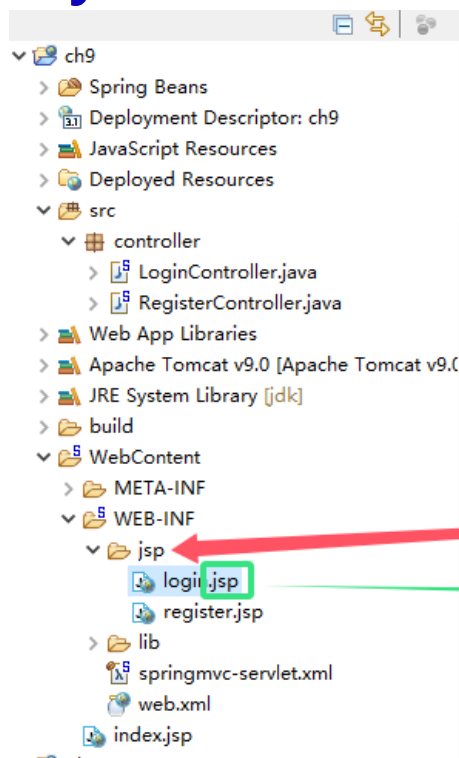 ch9
Spring Beans
Deployment Descriptor: ch9
JavaScript Resources
Deployed Resources
src
controller
LoginController.java
RegisterController.java
Web App Libraries
Apache Tomcat v9.0 [Apache Tomcat v9.0
JRE System Library [jdk]
build
WebContent
META-INF
WEB-INF
jsp
login.jsp
register.jsp
lib
springmvc-servlet.xml
web.xml
index.jsp